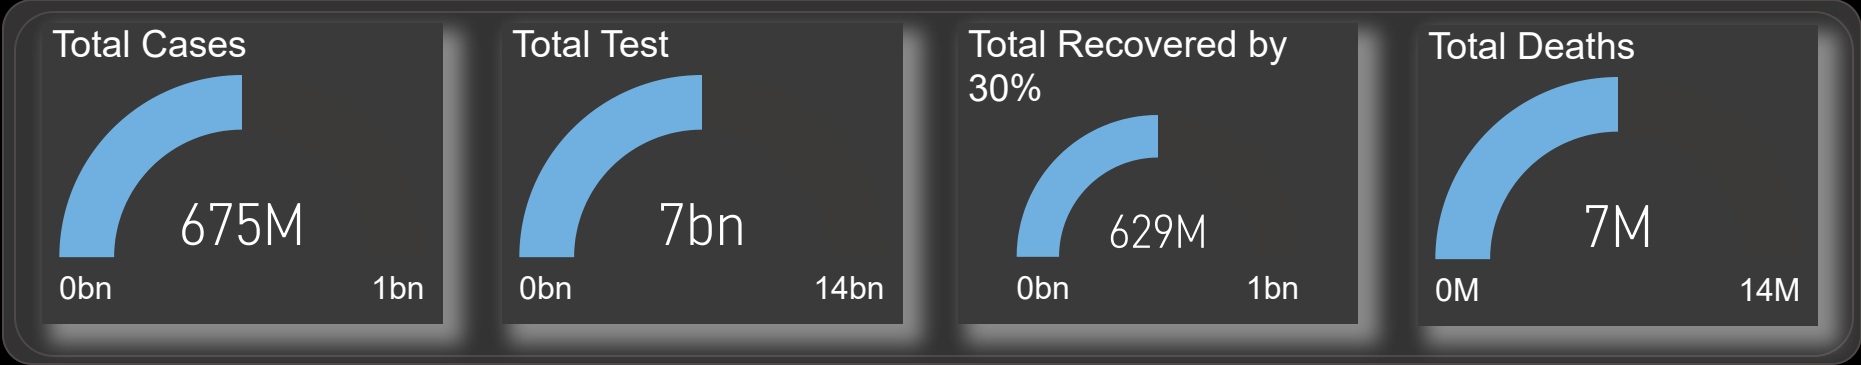 Total Cases
675M
0bn
1bn
Total Test
7bn
0bn
14bn
Total Recovered by
30%
629M
0bn
1bn
Total Deaths
7M
0M
14M